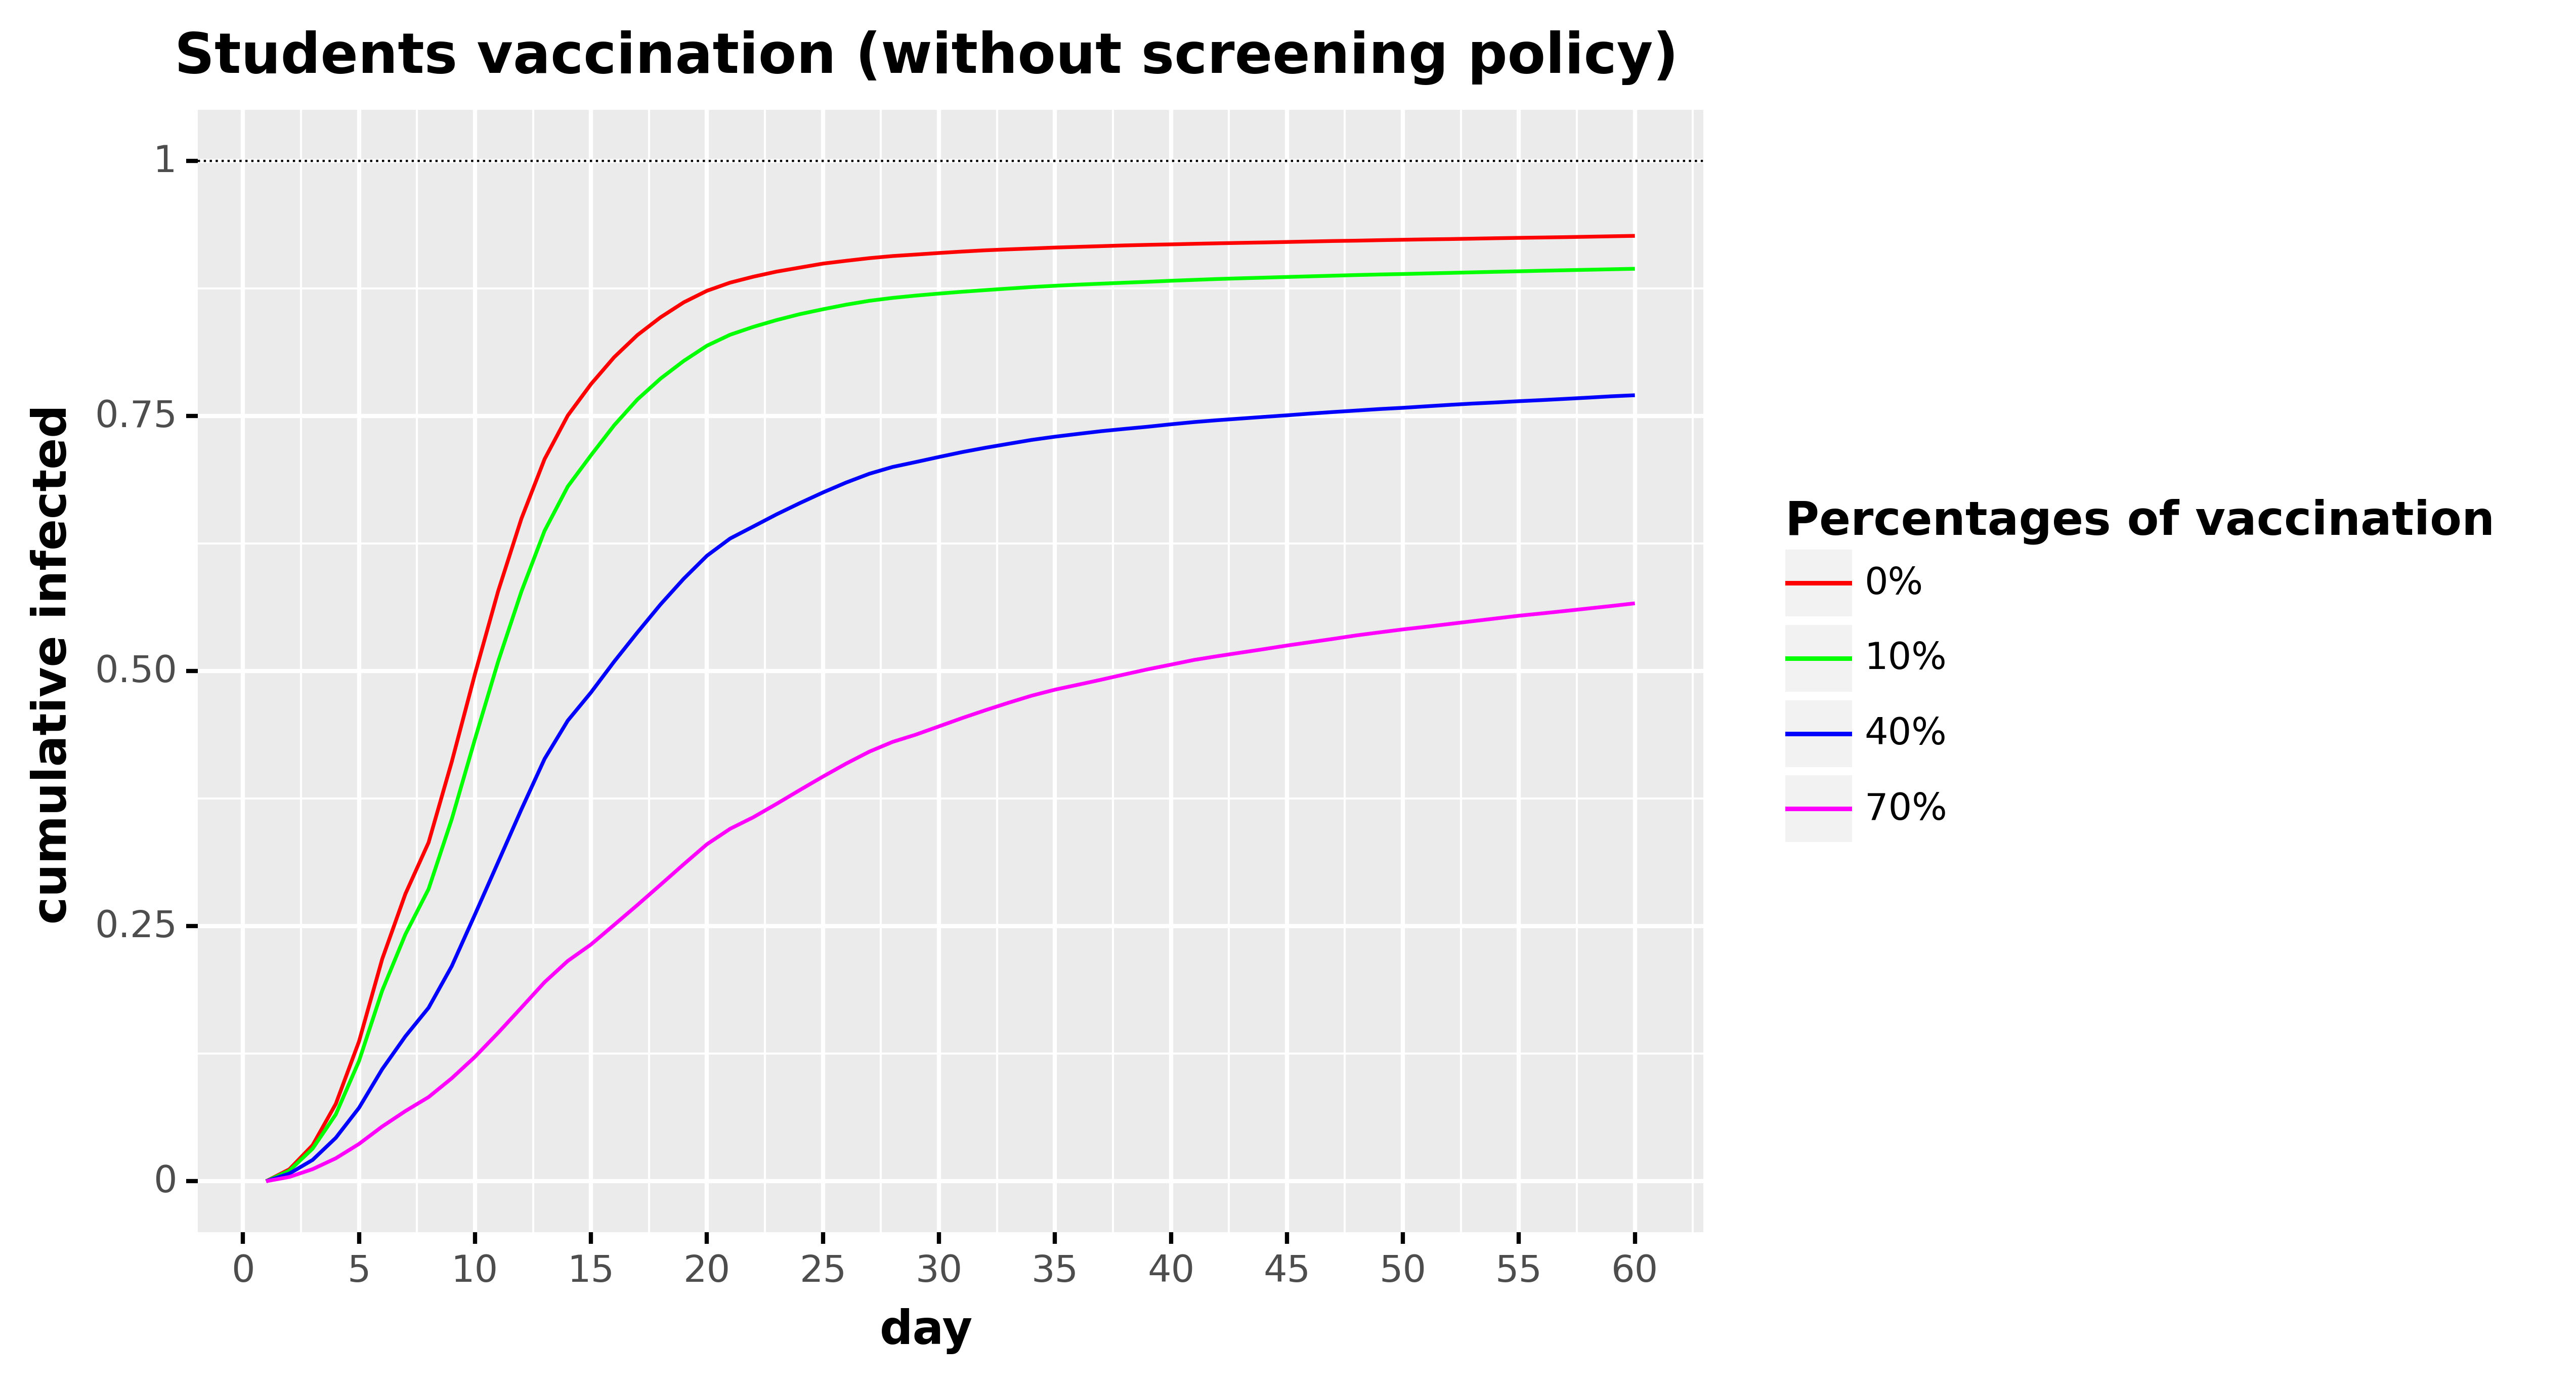 Students vaccination (without screening policy)
1
0.75
0.50
0.25
0
cumulative infected
0 5 10 15 20 25 30 35 40 45 50 55 60
day
Percentages of vaccination
0%
10%
40%
70%